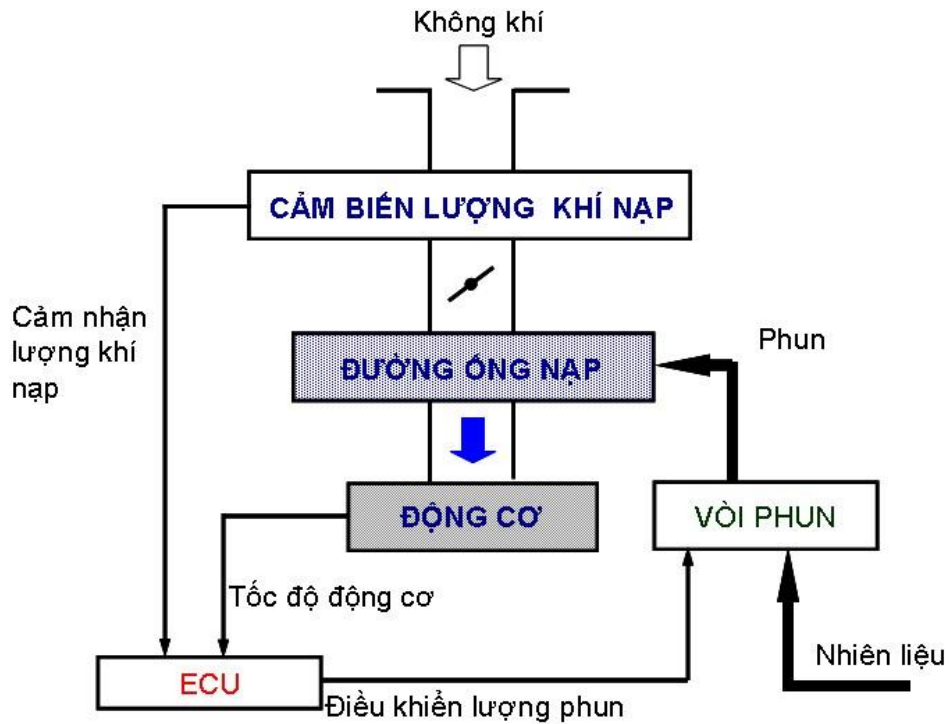 Không khí
CẢM BIẾN LƯỢNG KHÍ NẠP
Cảm nhận
lượng khí
nạp
ĐƯỜNG ỐNG NẠP
Phun
ĐỘNG CƠ
VÒI PHUN
Tốc độ động cơ
Nhiên liệu
ECU
Điều khiển lượng phun